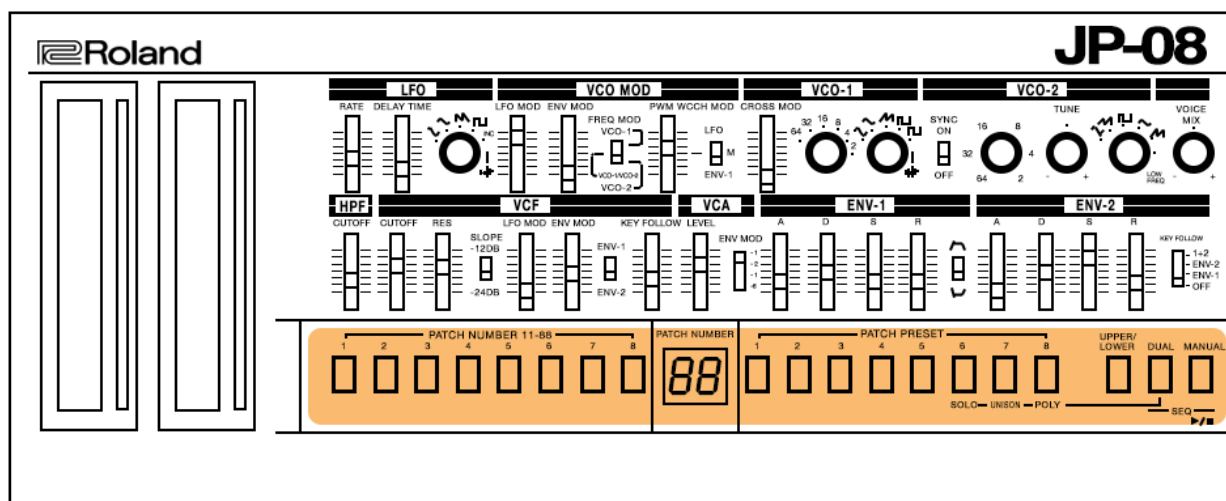 Roland JP-08
LFO VCO MOD VCO-1 VCO-2
RATE DELAY TIME LFO MOD ENV MOD PWM WCCH MOD CROSS MOD TUNE VOICE MIX
FREQ MOD
VCO-1
VCO-1/VCO-2
VCO-2
LFO
M
ENV-1
INC
64 32 16 8 4 2
SYNC
ON
OFF
64 32 16 8 4 2
- +
LOW
FREQ
- +
HPF VCF VCA ENV-1 ENV-2
CUTOFF CUTOFF RES LFO MOD ENV MOD KEY FOLLOW LEVEL A D S R A D S R
SLOPE
-12DB
-24DB
ENV-1
ENV-2
ENV MOD
-1
-2
-1
KEY FOLLOW
1+2
ENV-2
ENV-1
OFF
PATCH NUMBER 11-88 PATCH NUMBER PATCH PRESET
1 2 3 4 5 6 7 8 88 1 2 3 4 5 6 7 8
UPPER/
LOWER DUAL MANUAL
SOLO UNISON POLY
SEQ